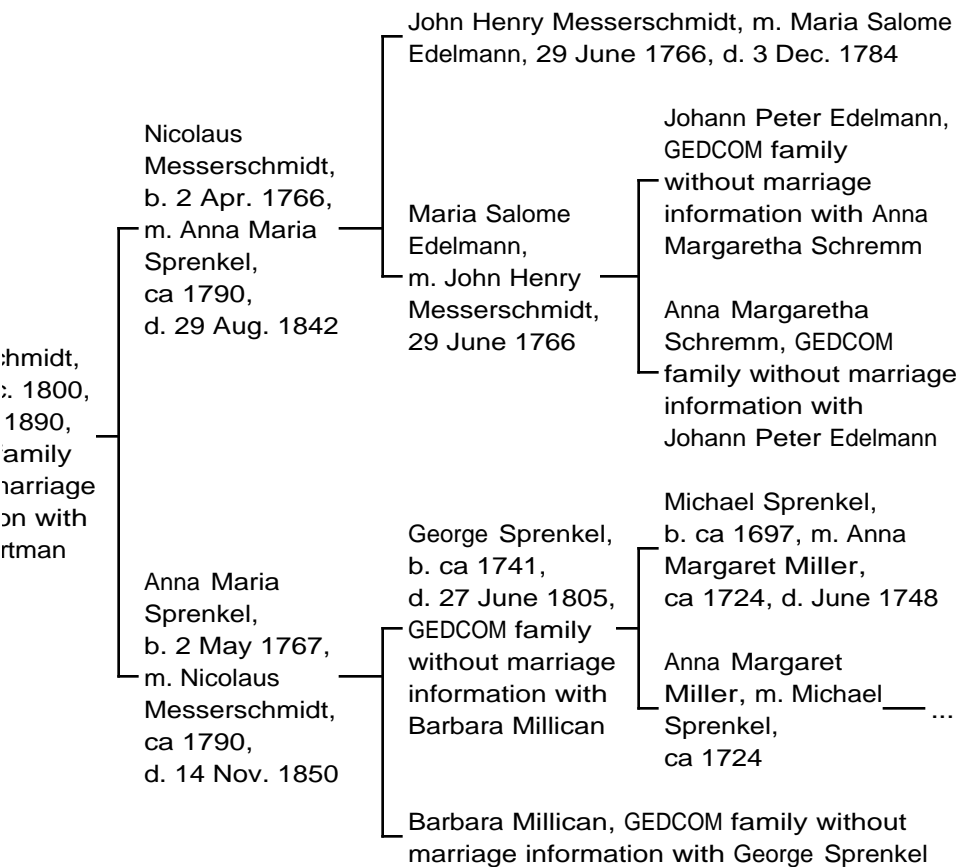 John Henry Messerschmidt, m. Maria Salome
Edelmann, 29 June 1766, d. 3 Dec. 1784
Nicolaus
Messerschmidt,
b. 2 Apr. 1766,
m. Anna Maria
Sprenkel,
ca 1790,
d. 29 Aug. 1842
Maria Salome
Edelmann,
m. John Henry
Messerschmidt,
29 June 1766
Johann Peter Edelmann,
GEDCOM family
without marriage
information with Anna
Margaretha Schremm
Anna Margaretha
Schremm, GEDCOM
family without marriage
information with
Johann Peter Edelmann
1800,
1890,
with
Anna Maria
Sprenkel,
b. 2 May 1767,
m. Nicolaus
Messerschmidt,
ca 1790,
d. 14 Nov. 1850
George Sprenkel,
b. ca 1741,
d. 27 June 1805,
GEDCOM family
without marriage
information with
Barbara Millican
Michael Sprenkel,
b. ca 1697, m. Anna
Margaret Miller,
ca 1724, d. June 1748
Anna Margaret
Miller, m. Michael
Sprenkel,
ca 1724
...
Barbara Millican, GEDCOM family without
marriage information with George Sprenkel